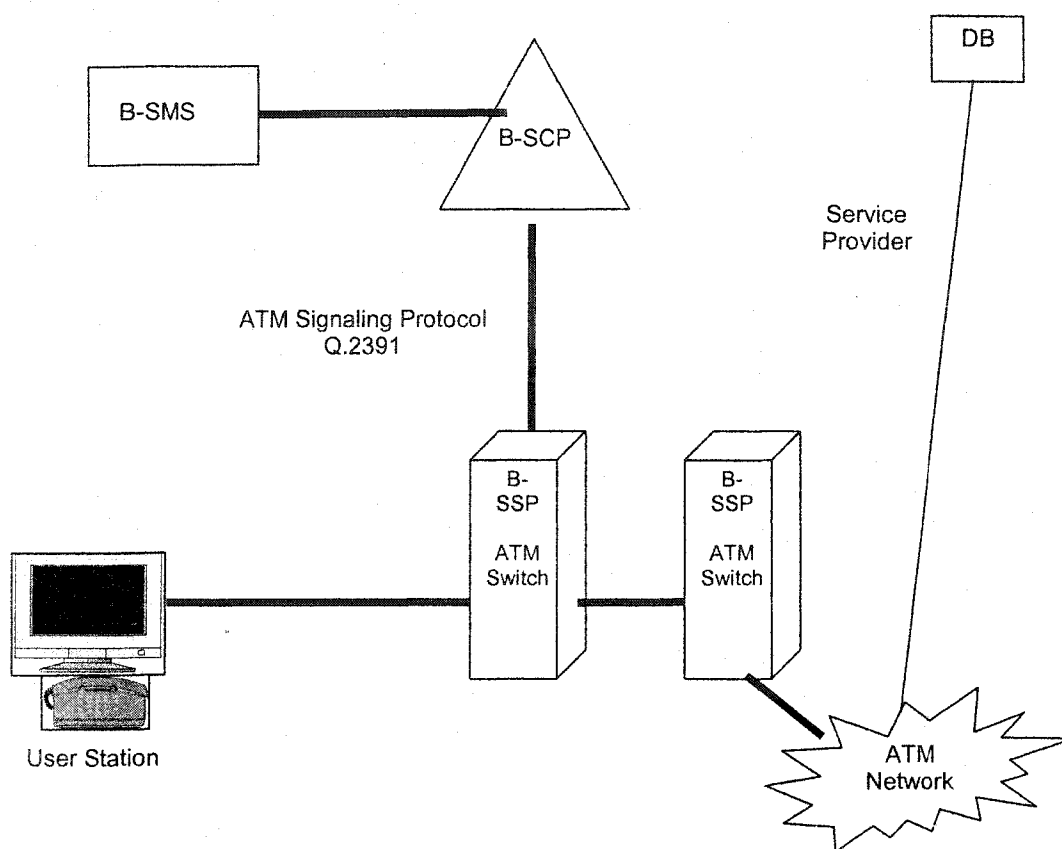 DB
B-SMS
B-SCP
Service
Provider
ATM Signaling Protocol
Q.2391
B-
SSP
ATM
Switch
B-
SSP
ATM
Switch
User Station
ATM
Network